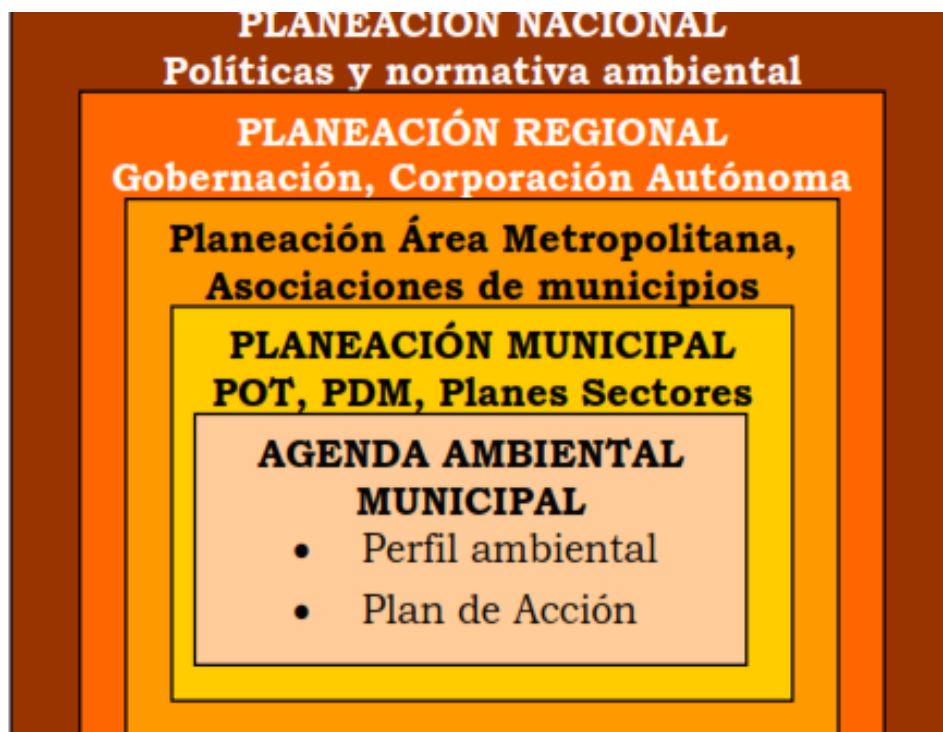 PLANEACIÓN NACIONAL
Políticas y normativa ambiental
PLANEACIÓN REGIONAL
Gobernación, Corporación Autónoma
Planeación Área Metropolitana,
Asociaciones de municipios
PLANEACIÓN MUNICIPAL
POT, PDM, Planes Sectores
AGENDA AMBIENTAL
MUNICIPAL
• Perfil ambiental
• Plan de Acción